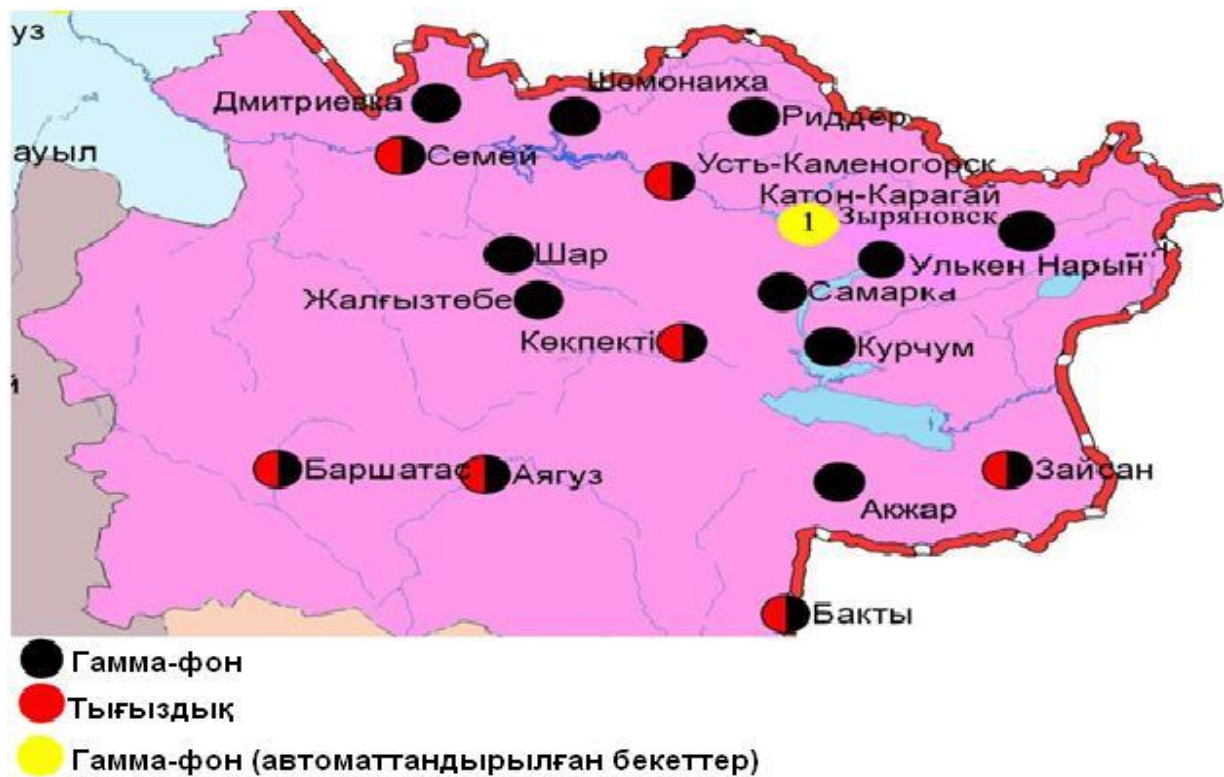 уз
Шемонаиха
Дмитриевка
Риддер
ауыл
Семей
Усть-Каменогорск
Катон-Карагай
1
Зыряновск
Шар
Улькен Нарын
Жалғызтөбе
Самарка
Көкпекті
Курчум
й
Баршатас
Аягуз
Зайсан
Акжар
Бакты
Гамма-фон
Тығыздық
Гамма-фон (автоматтандырылған бекеттер)